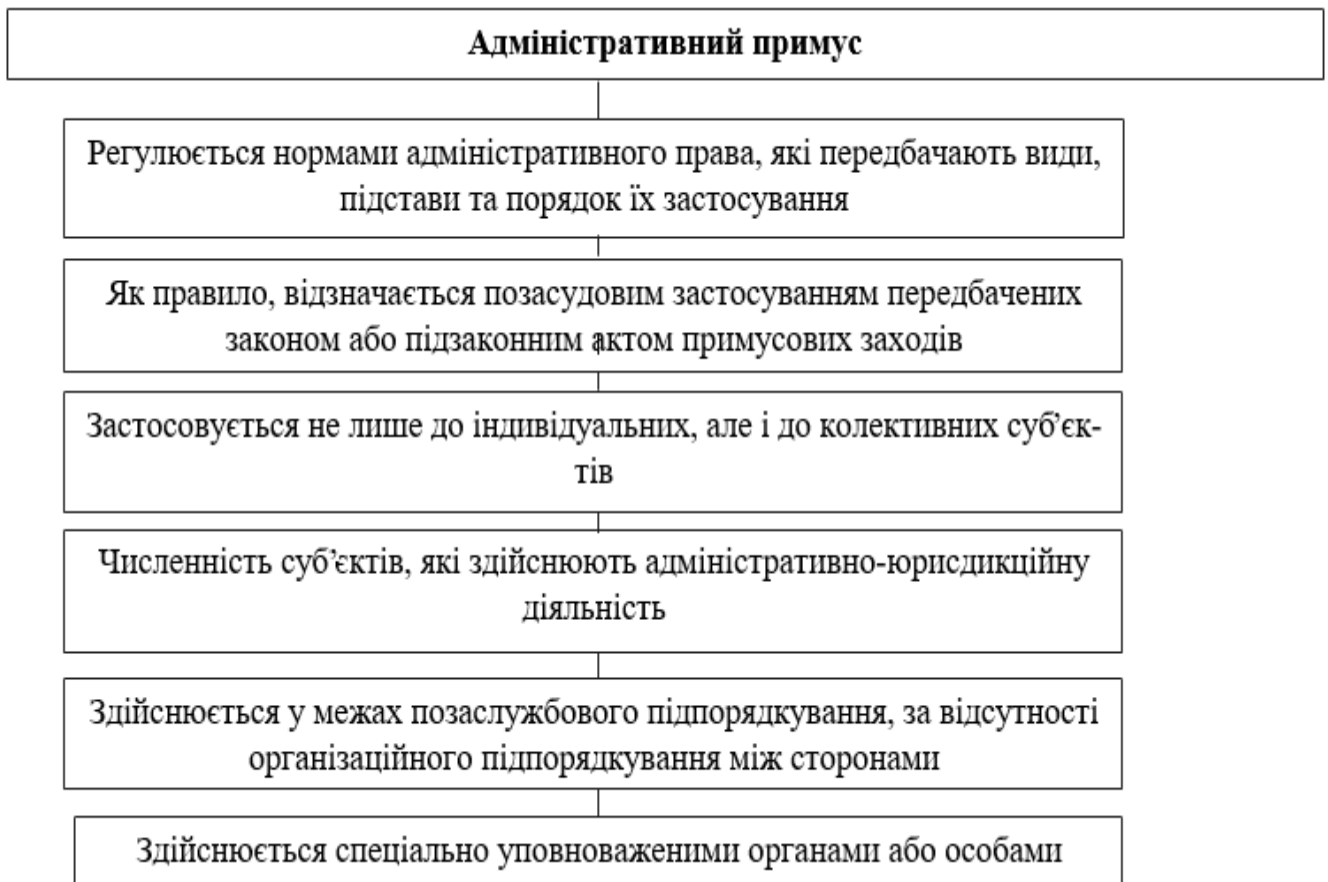 Адміністративний примус
Регулюється нормами адміністративного права, які передбачають види,
підстави та порядок їх застосування
Як правило, відзначається позасудовим застосуванням передбачених
законом або підзаконним актом примусових заходів
Застосовується не лише до індивідуальних, але і до колективних суб’єк-
тів
Численність суб’єктів, які здійснюють адміністративно-юрисдикційну
діяльність
Здійснюється у межах позаслужбового підпорядкування, за відсутності
організаційного підпорядкування між сторонами
Здійснюється спеціально уповноваженими органами або особами